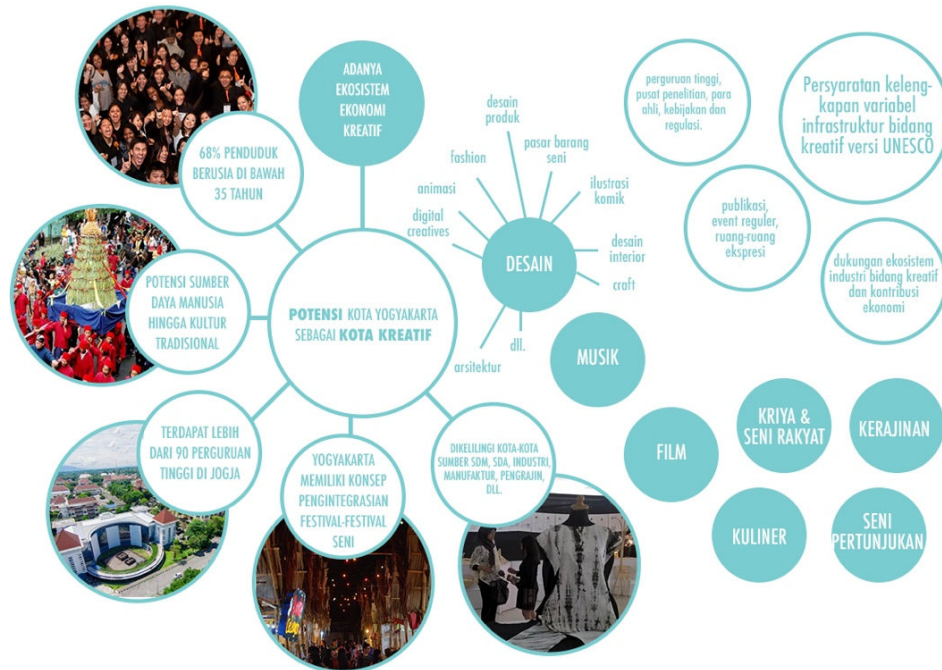 ADANYA
EKOSISTEM
EKONOMI
KREATIF
68% PENDUDUK
BERUSIA DI BAWAH
35 TAHUN
POTENSI SUMBER
DAYA MANUSIA
HINGGA KULTUR
TRADISIONAL
POTENSI KOTA YOGYAKARTA
SEBAGAI KOTA KREATIF
TERDAPAT LEBIH
DARI 90 PERGURUAN
TINGGI DI JOGJA
YOGYAKARTA
MEMILIKI KONSEP
PENGINTEGRASIAN
FESTIVAL-FESTIVAL
SENI
DIKELILINGI KOTA-KOTA
SUMBER SDM, SDA, INDUSTRI,
MANUFAKTUR, PENGRAJIN,
DLL.
desain
produk
fashion
pasar barang
seni
animasi
ilustrasi
komik
digital
creatives
DESAIN
desain
interior
craft
dll.
arsitektur
perguruan tinggi,
pusat penelitian, para
ahli, kebijakan dan
regulasi.
Persyaratan keleng-
kapan variabel
infrastruktur bidang
kreatif versi UNESCO
publikasi,
event reguler,
ruang-ruang
ekspresi
dukungan ekosistem
industri bidang kreatif
dan kontribusi
ekonomi
MUSIK
FILM
KRIYA &
SENI RAKYAT
KERAJINAN
KULINER
SENI
PERTUNJUKAN